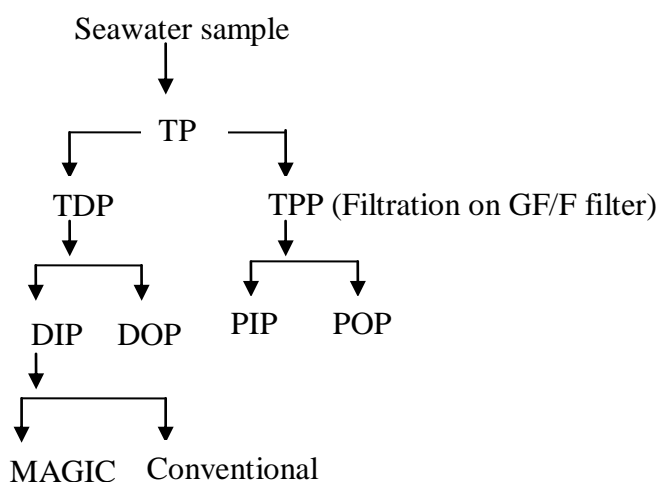 Seawater sample
TP
TDP
TPP (Filtration on GF/F filter)
DIP DOP PIP POP
MAGIC Conventional